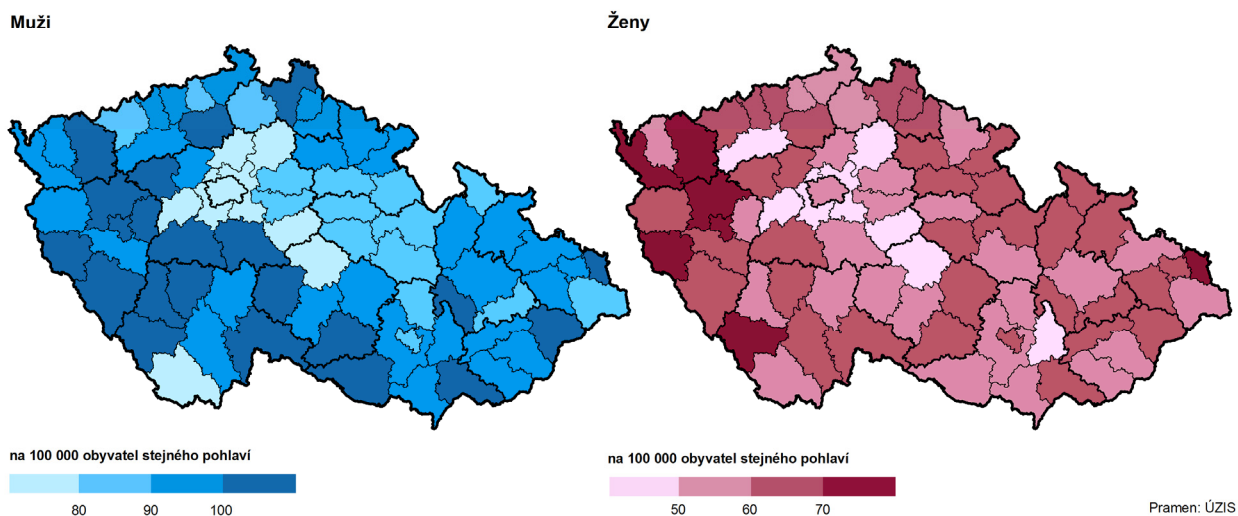 Muži
Ženy
na 100 000 obyvatel stejného pohlaví
80 90 100
na 100 000 obyvatel stejného pohlaví
50 60 70
Pramen: ÚZIS